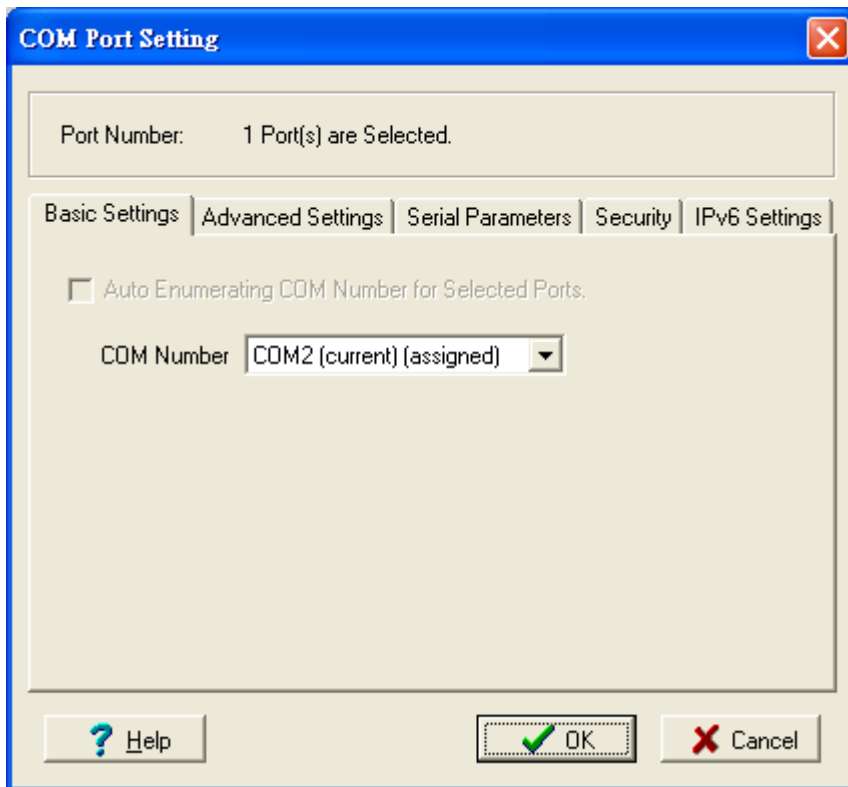 COM Port Setting
Port Number: 1 Port(s) are Selected.
Basic Settings Advanced Settings Serial Parameters Security IPv6 Settings
Auto Enumerating COM Number for Selected Ports.
COM Number COM2 (current) (assigned)
? Help OK Cancel